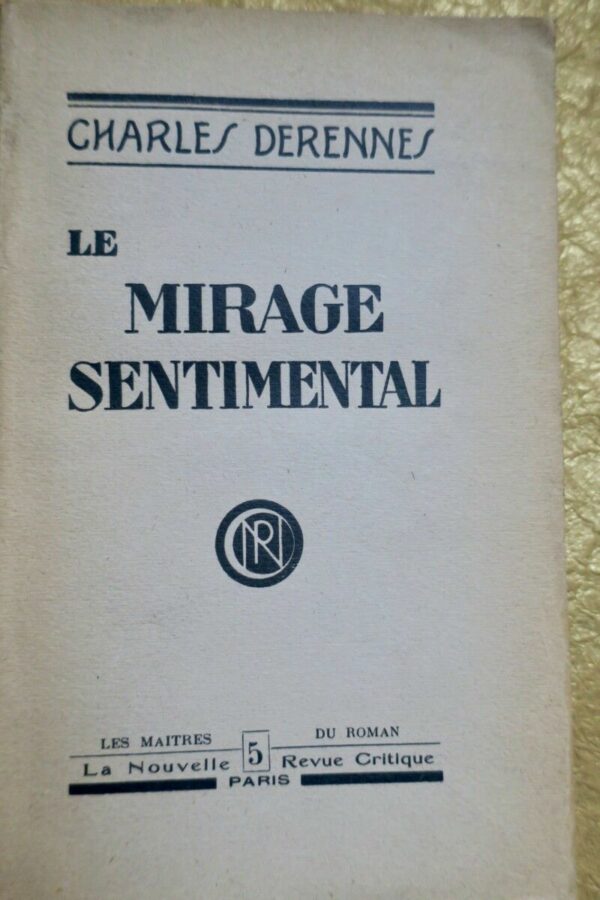 CHARLES DERENNES
LE
MIRAGE
SENTIMENTAL
NRC
LES MAITRES 5 DU ROMAN
La Nouvelle Revue Critique
PARIS